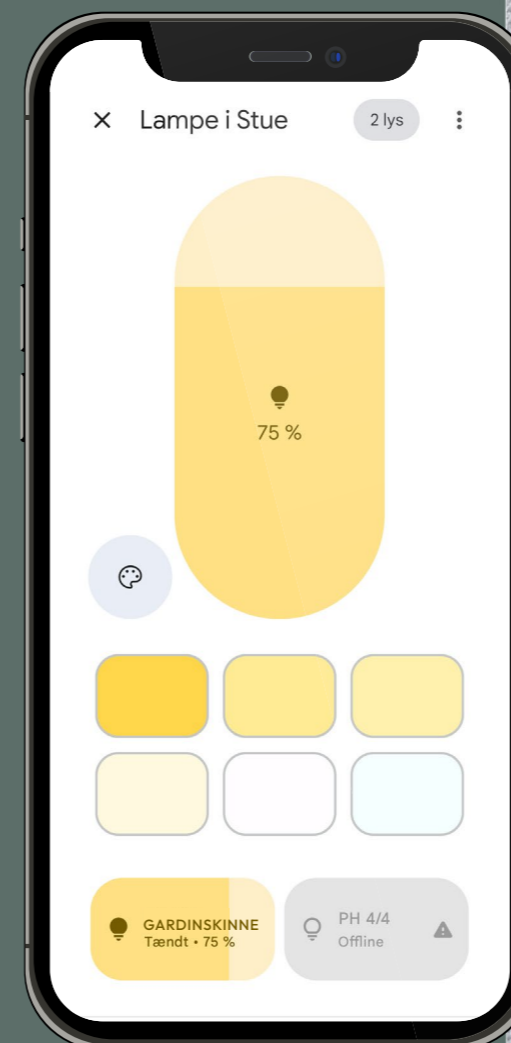 Lampe i Stue
2 lys
75 %
GARDINSKINNE
Tændt • 75 %
PH 4/4
Offline